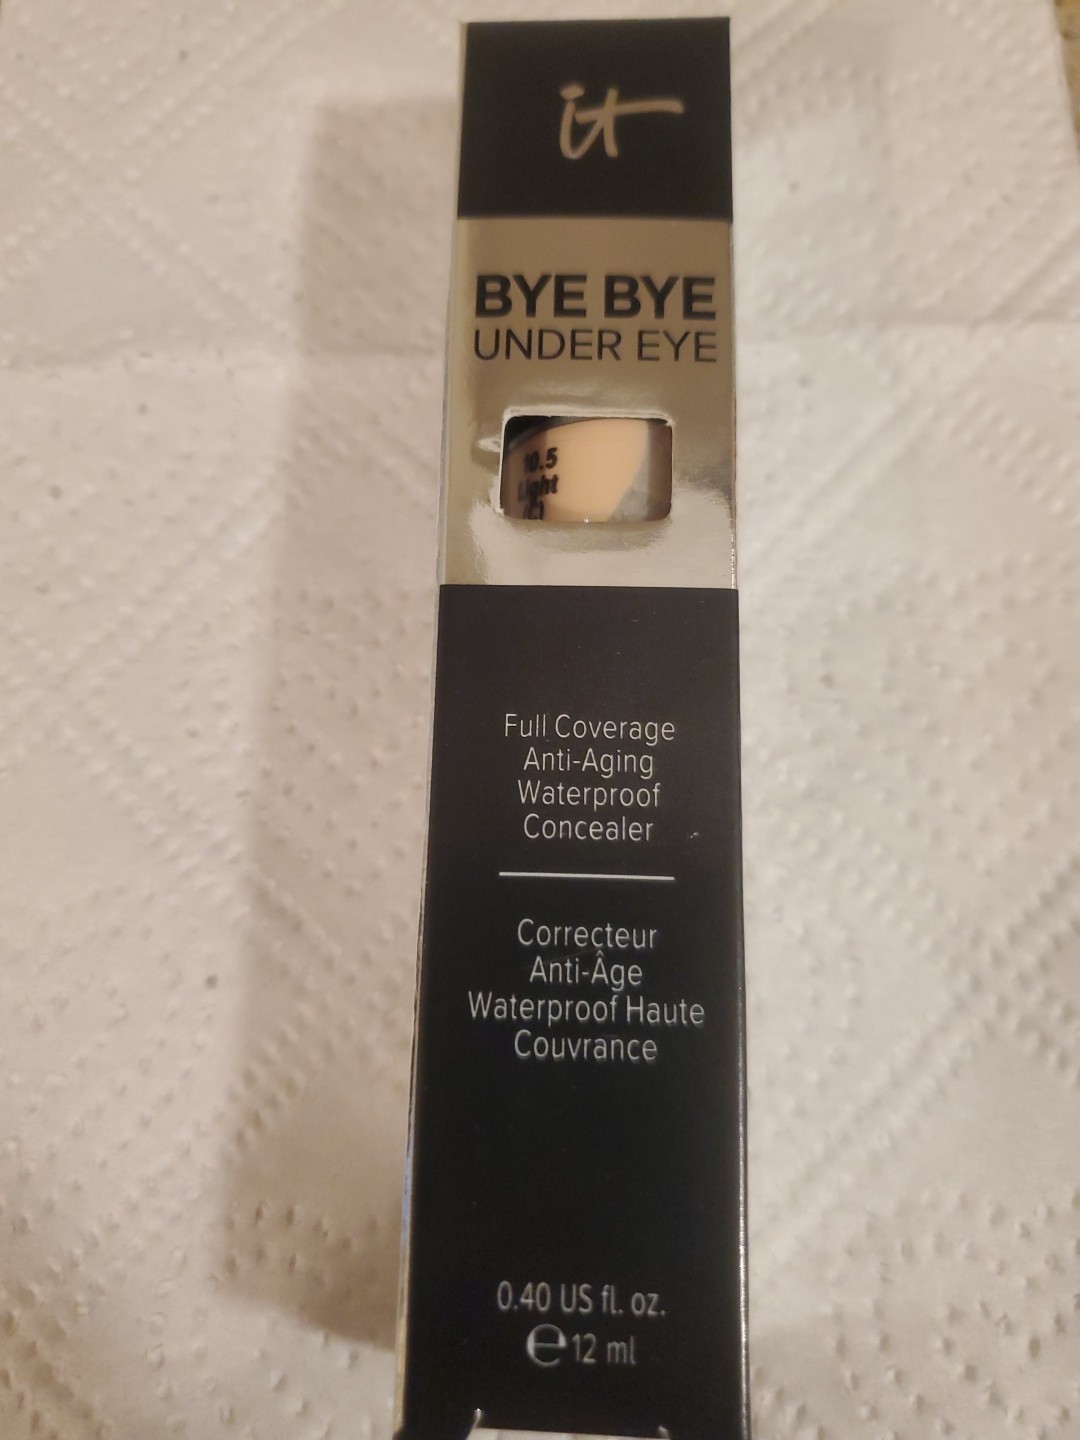 it
BYE BYE
UNDER EYE
10.5
Light
(C)
Full Coverage
Anti-Aging
Waterproof
Concealer
Correcteur
Anti-Âge
Waterproof Haute
Couvrance
0.40 US fl. oz.
℮ 12 ml